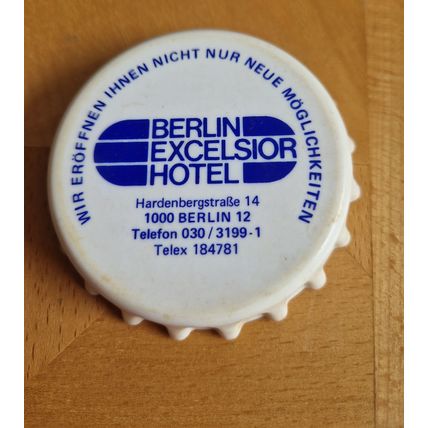 WIR ERÖFFNEN IHNEN NICHT NUR NEUE MÖGLICHKEITEN
BERLIN
EXCELSIOR
HOTEL
Hardenbergstraße 14
1000 BERLIN 12
Telefon 030/3199-1
Telex 184781